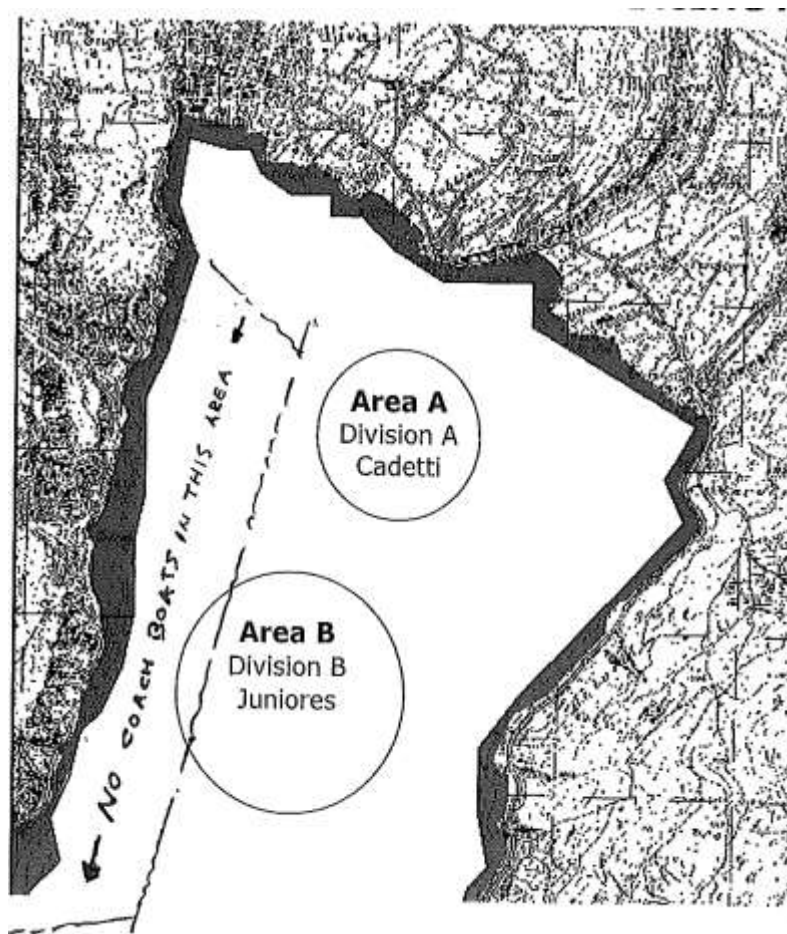 Area A
Division A
Cadetti
NO COACH BOATS IN THIS AREA
Area B
Division B
Juniores